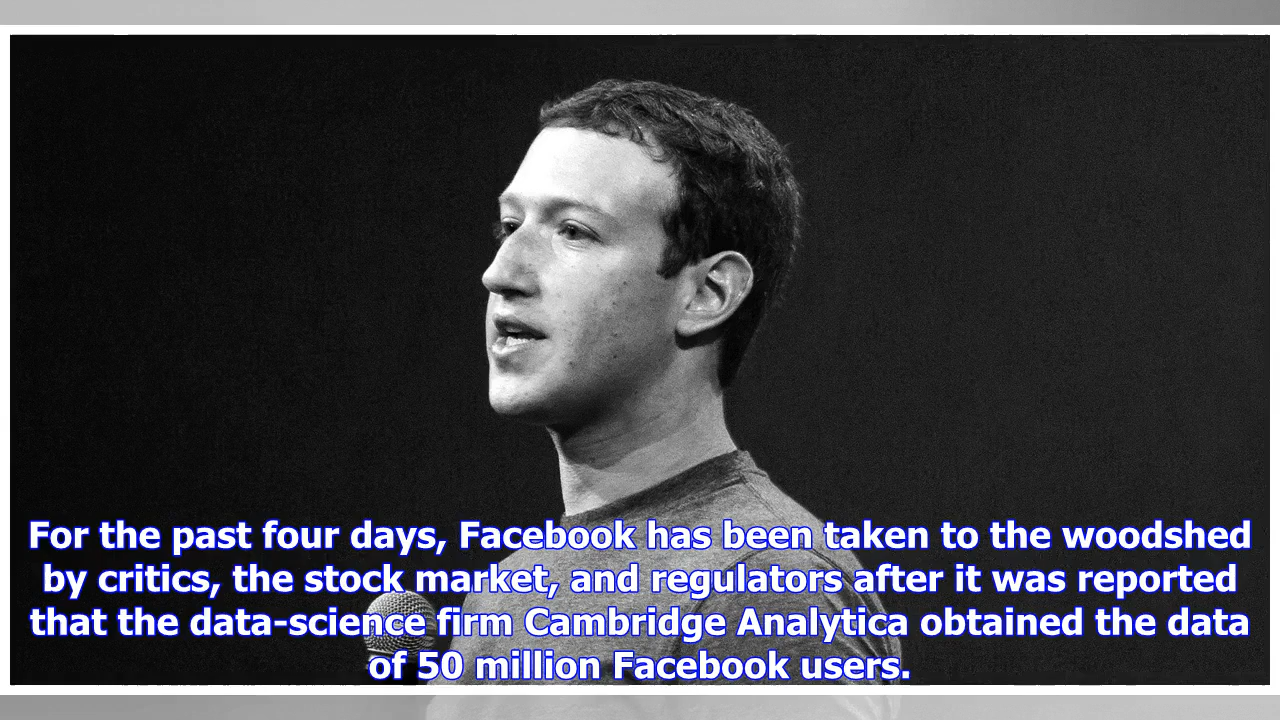 For the past four days, Facebook has been taken to the woodshed
by critics, the stock market, and regulators after it was reported
that the data-science firm Cambridge Analytica obtained the data
of 50 million Facebook users.